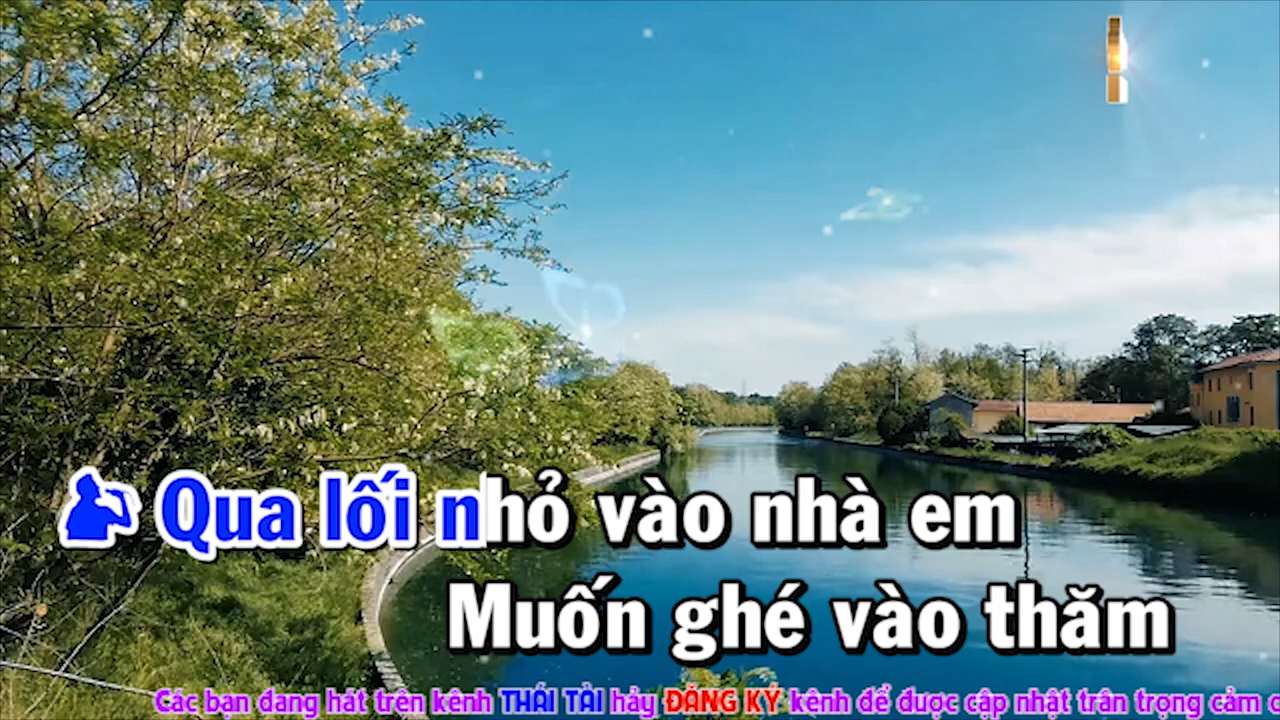 Qua lối nhỏ vào nhà em
Muốn ghé vào thăm
Các bạn đang hát trên kênh THÁI TÀI hảy ĐĂNG KÝ kênh để được cập nhật trân trọng cảm